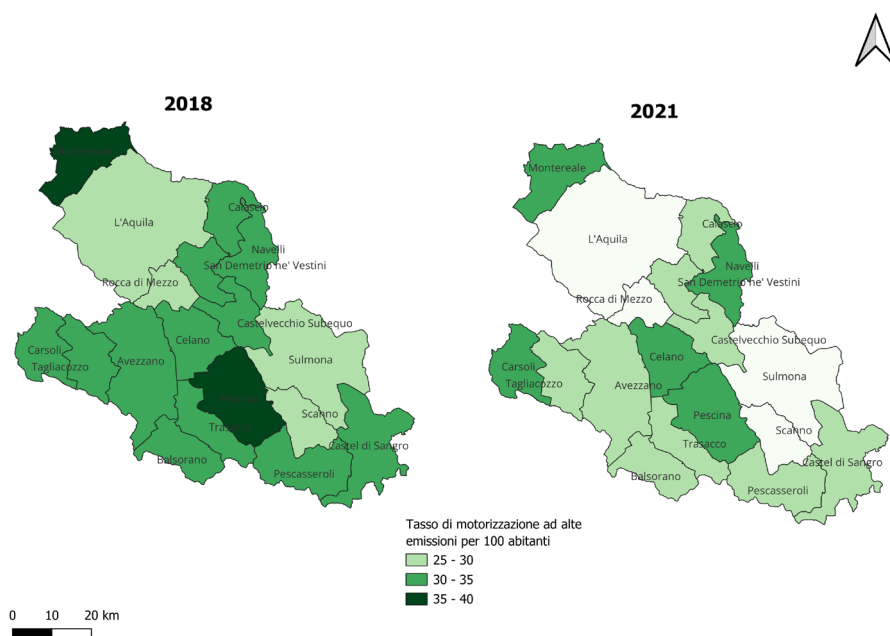 2018
Montereale
L'Aquila
Calascio
Navelli
San Demetrio ne' Vestini
Rocca di Mezzo
Castelvecchio Subequo
Celano
Carsoli
Avezzano
Sulmona
Tagliacozzo
Pescina
Scanno
Trasacco
Castel di Sangro
Balsorano
Pescasseroli
2021
Montereale
L'Aquila
Calascio
Navelli
San Demetrio ne' Vestini
Rocca di Mezzo
Castelvecchio Subequo
Celano
Carsoli
Sulmona
Tagliacozzo
Avezzano
Pescina
Scanno
Trasacco
Castel di Sangro
Balsorano
Pescasseroli
Tasso di motorizzazione ad alte
emissioni per 100 abitanti
25 - 30
30 - 35
35 - 40
0 10 20 km